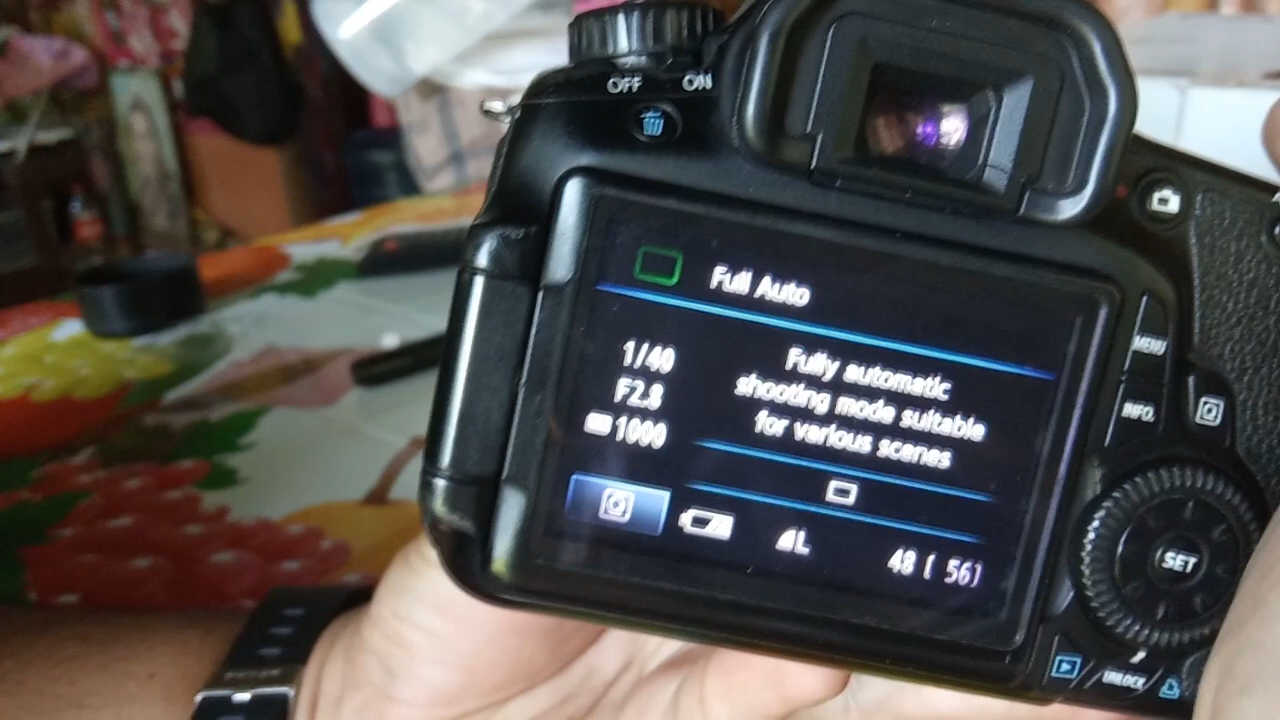 OFF ON
Full Auto
1/40
F2.8
1000
Fully automatic
shooting mode suitable
for various scenes
L
48 [ 56]
MENU
INFO.
Q
SET
UNLOCK